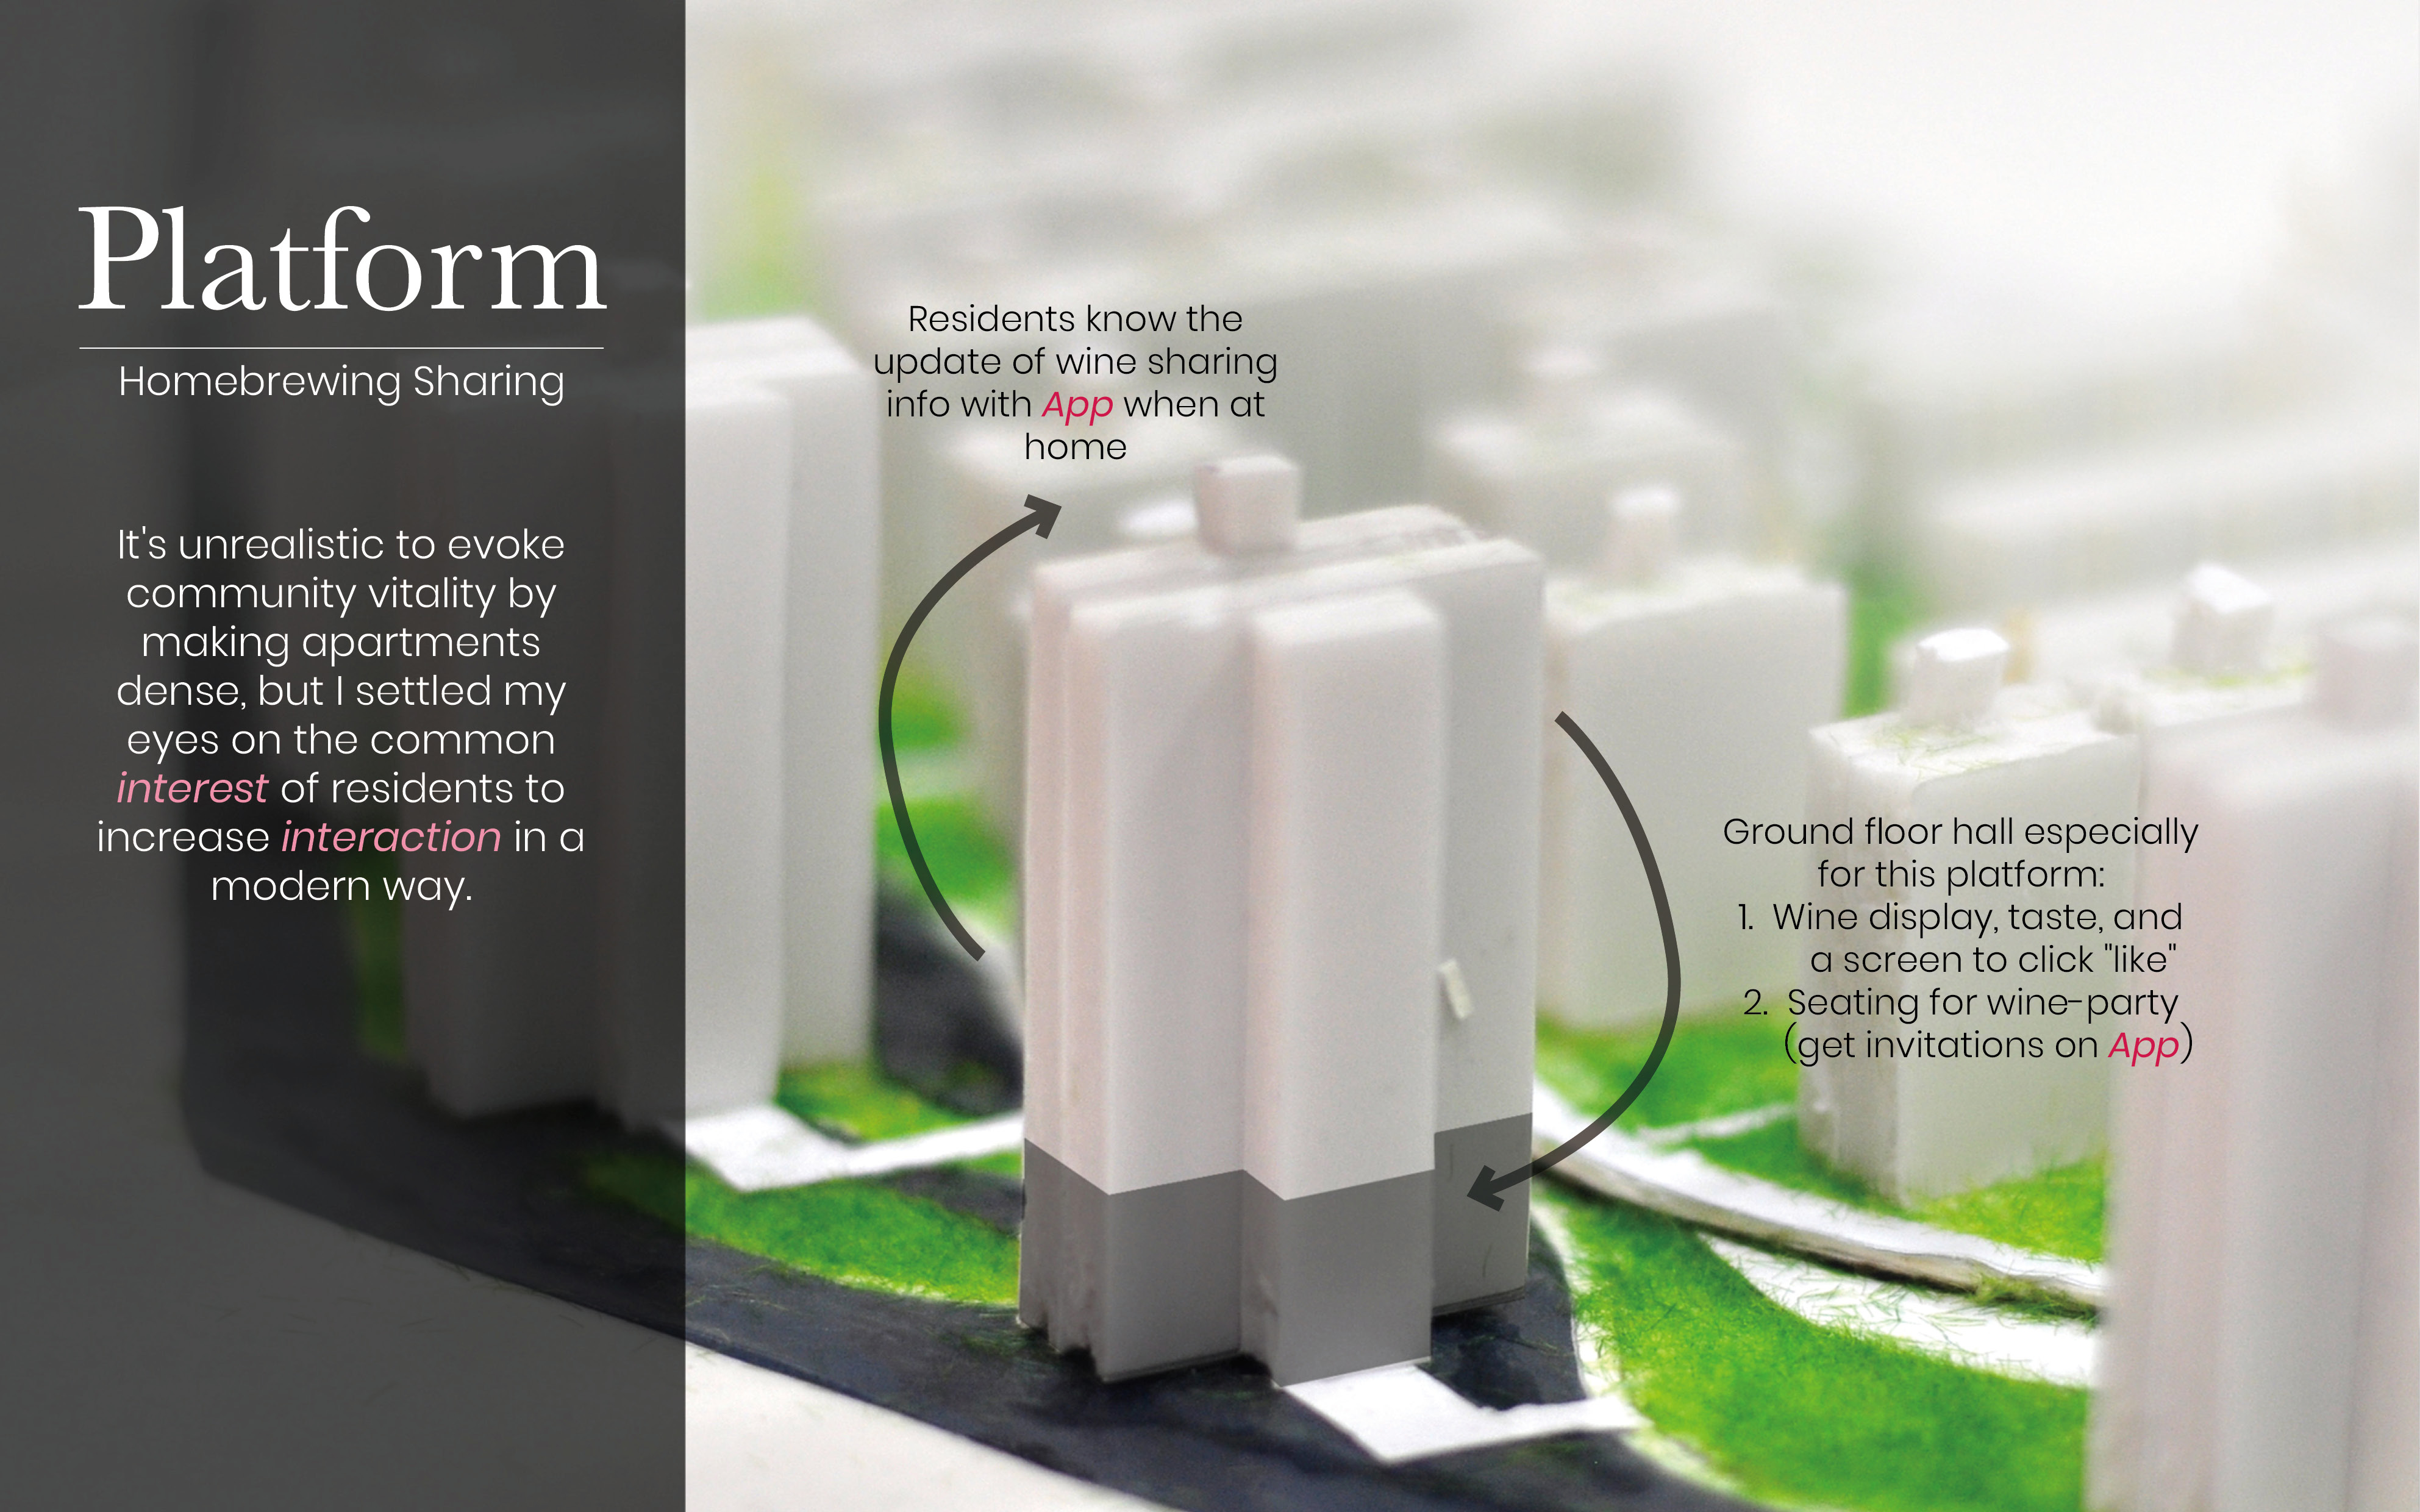 Platform
Homebrewing Sharing
It's unrealistic to evoke
community vitality by
making apartments
dense, but I settled my
eyes on the common
interest of residents to
increase interaction in a
modern way.
Residents know the
update of wine sharing
info with App when at
home
Ground floor hall especially
for this platform:
1. Wine display, taste, and
a screen to click "like"
2. Seating for wine-party
(get invitations on App)